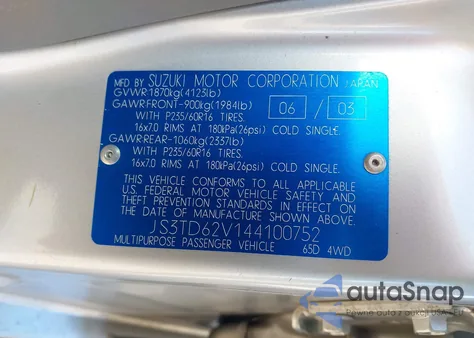 MFD BY SUZUKI MOTOR CORPORATION JAPAN
GVWR:1870kg(4123lb)
GAWR:FRONT-900kg(1984lb) 06 / 03
WITH P235/60R16 TIRES.
16x7.0 RIMS AT 180kPa(26psi) COLD SINGLE.
GAWR:REAR-1060kg(2337lb)
WITH P235/60R16 TIRES.
16x7.0 RIMS AT 180kPa(26psi) COLD SINGLE.
THIS VEHICLE CONFORMS TO ALL APPLICABLE
U.S. FEDERAL MOTOR VEHICLE SAFETY AND
THEFT PREVENTION STANDARDS IN EFFECT ON
THE DATE OF MANUFACTURE SHOWN ABOVE.
JS3TD62V144100752
MULTIPURPOSE PASSENGER VEHICLE 65D 4WD
autaSnap
Pewne auto z